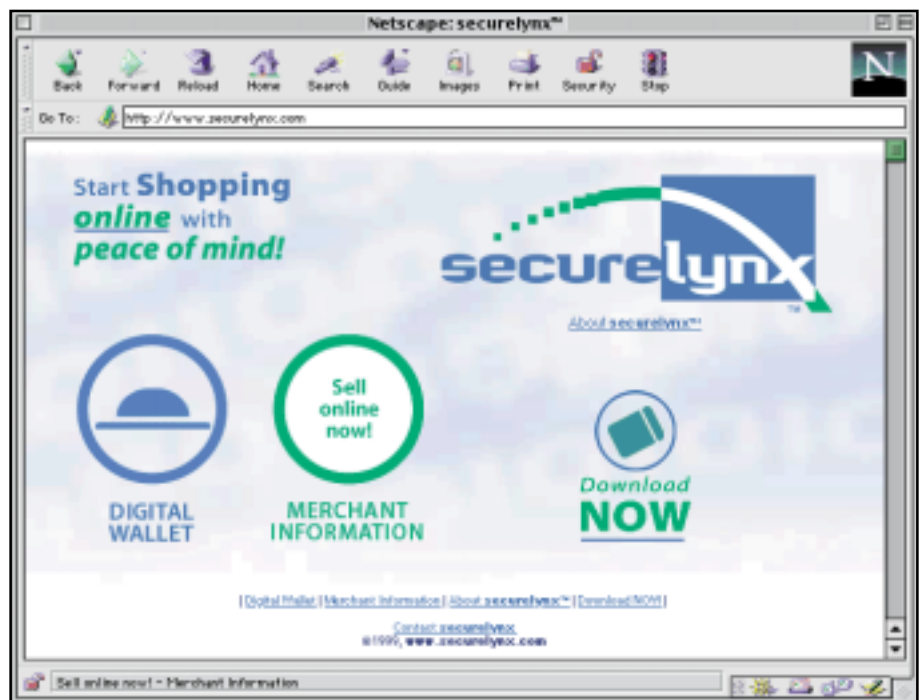 Netscape: securelynx™
Back Forward Reload Home Search Guide Images Print Security Stop
N
Go To: http://www.securelynx.com
Start Shopping
online with
peace of mind!
securelynx™
About securelynx™
Sell
online
now!
DIGITAL
WALLET
MERCHANT
INFORMATION
Download
NOW
| Digital Wallet | Merchant Information | About securelynx™ | Download NOW! |
Contact securelynx
©1999, www.securelynx.com
Sell online now! - Merchant Information